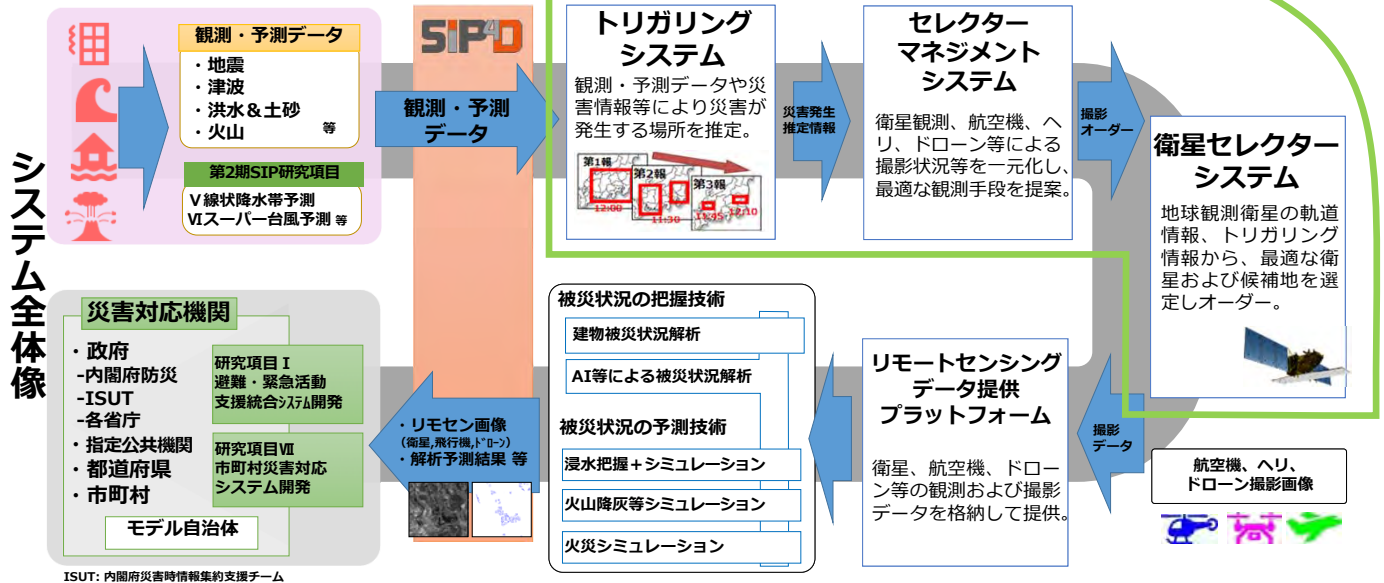 システム全体像
観測・予測データ
・地震
・津波
・洪水＆土砂
・火山 等
第2期SIP研究項目
Ⅴ線状降水帯予測
Ⅵスーパー台風予測 等
SIP4D
観測・予測
データ
トリガリング
システム
観測・予測データや災
害情報等により災害が
発生する場所を推定。
第1報
12:00
第2報
11:30
第3報
11:45-12:10
災害発生
推定情報
セレクター
マネジメント
システム
衛星観測、航空機、ヘ
リ、ドローン等による
撮影状況等を一元化し、
最適な観測手段を提案。
撮影
オーダー
衛星セレクター
システム
地球観測衛星の軌道
情報、トリガリング
情報から、最適な衛
星および候補地を選
定しオーダー。
撮影
データ
航空機、ヘリ、
ドローン撮影画像
リモートセンシング
データ提供
プラットフォーム
衛星、航空機、ドロー
ン等の観測および撮影
データを格納して提供。
被災状況の把握技術
建物被災状況解析
AI等による被災状況解析
被災状況の予測技術
浸水把握＋シミュレーション
火山降灰等シミュレーション
火災シミュレーション
・リモセン画像
（衛星,飛行機,ﾄﾞﾛｰﾝ）
・解析予測結果 等
災害対応機関
・政府
-内閣府防災
-ISUT
-各省庁
・指定公共機関
・都道府県
・市町村
モデル自治体
研究項目Ⅰ
避難・緊急活動
支援統合ｼｽﾃﾑ開発
研究項目Ⅶ
市町村災害対応
システム開発
ISUT: 内閣府災害時情報集約支援チーム